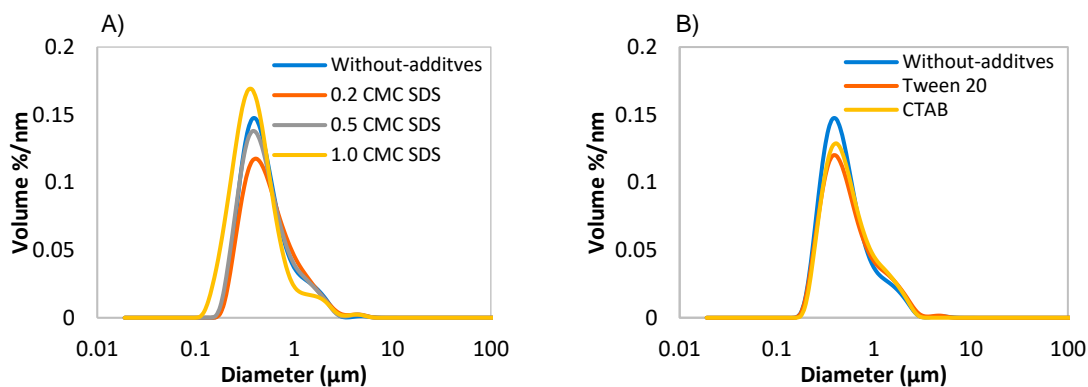 A)
0.2
0.15
0.1
0.05
0
Volume %/nm
Without-additves
0.2 CMC SDS
0.5 CMC SDS
1.0 CMC SDS
0.01
0.1
1
10
100
Diameter (µm)
B)
0.2
0.15
0.1
0.05
0
Volume %/nm
Without-additves
Tween 20
CTAB
0.01
0.1
1
10
100
Diameter (µm)